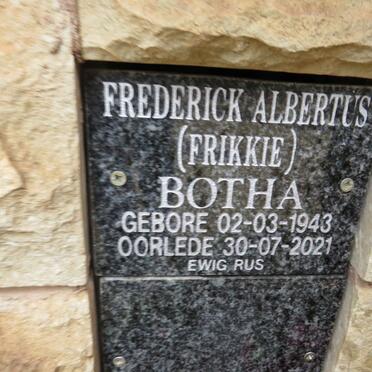 FREDERICK ALBERTUS
(FRIKKIE)
BOTHA
GEBORE 02-03-1943
OORLEDE 30-07-2021
EWIG RUS